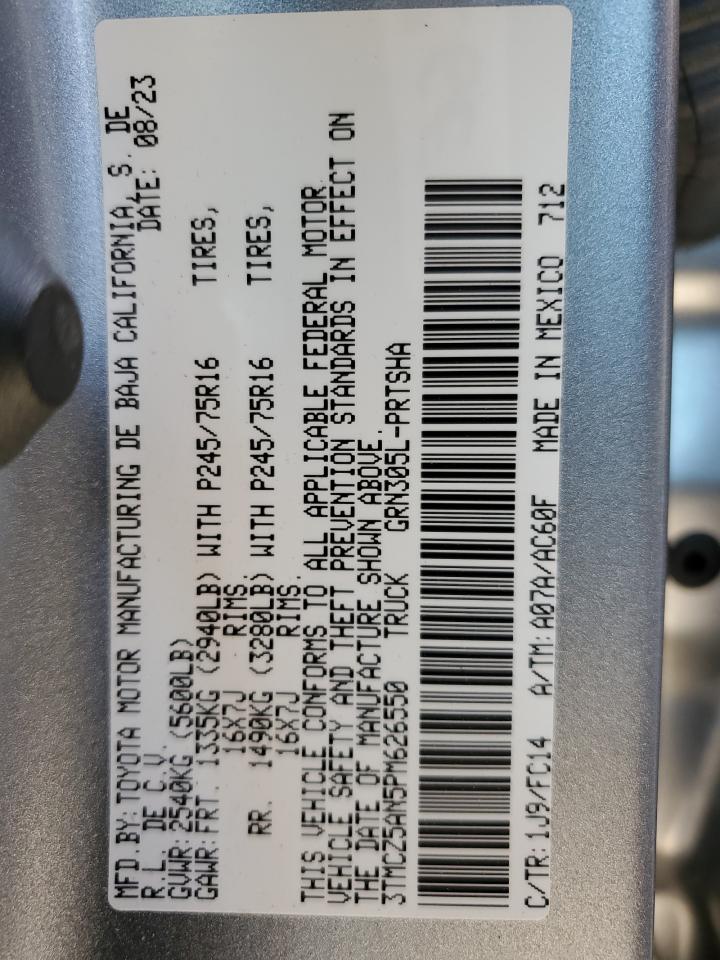 MFD.BY:TOYOTA MOTOR MANUFACTURING DE BAJA CALIFORNIA, S. DE
R.L. DE C.V. DATE: 08/23
GVWR:2540KG (5600LB)
GAWR:FRT. 1335KG (2940LB) WITH P245/75R16 TIRES,
16X7J RIMS.
RR. 1490KG (3280LB) WITH P245/75R16 TIRES,
16X7J RIMS.
THIS VEHICLE CONFORMS TO ALL APPLICABLE FEDERAL MOTOR
VEHICLE SAFETY AND THEFT PREVENTION STANDARDS IN EFFECT ON
THE DATE OF MANUFACTURE SHOWN ABOVE.
3TMCZ5AN5PM626550 TRUCK GRN305L-PRTSHA
C/TR:1J9/FC14 A/TM:A07A/AC60F MADE IN MEXICO 712